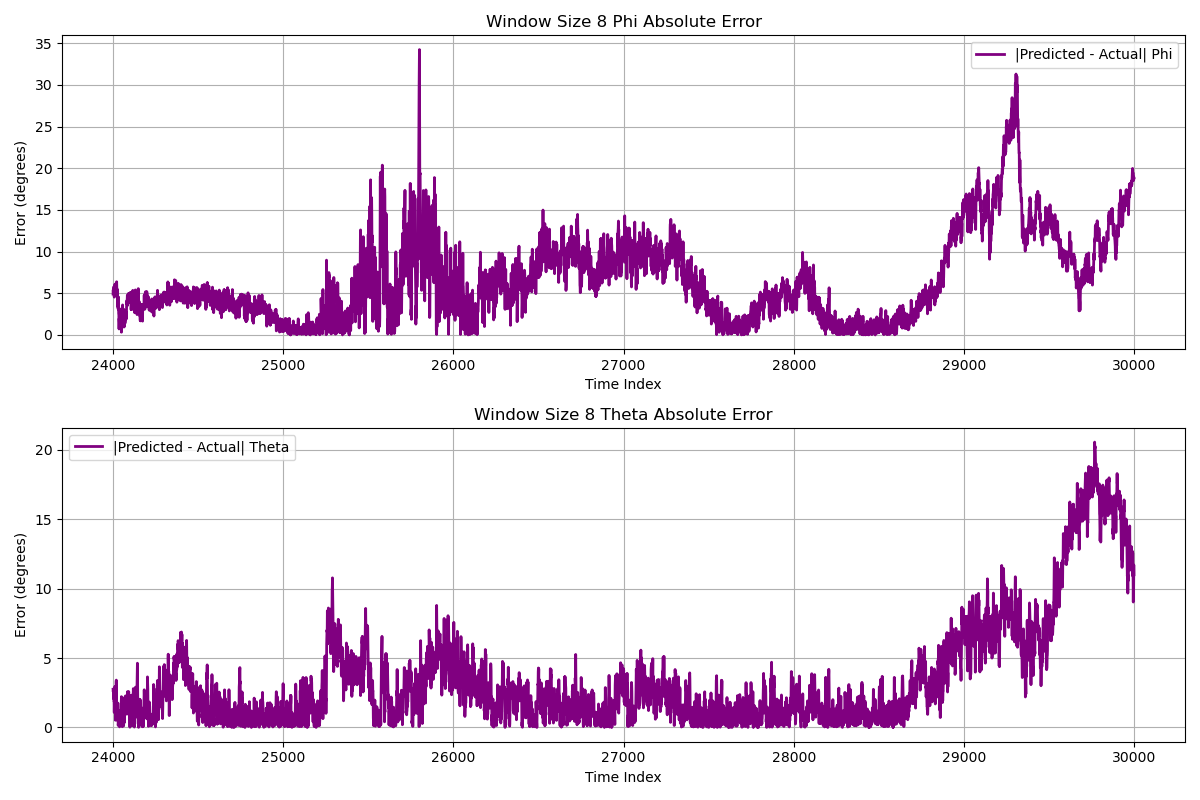 Window Size 8 Phi Absolute Error
|Predicted - Actual| Phi
Error (degrees)
35
30
25
20
15
10
5
0
24000 25000 26000 27000 28000 29000 30000
Time Index
Window Size 8 Theta Absolute Error
|Predicted - Actual| Theta
Error (degrees)
20
15
10
5
0
24000 25000 26000 27000 28000 29000 30000
Time Index